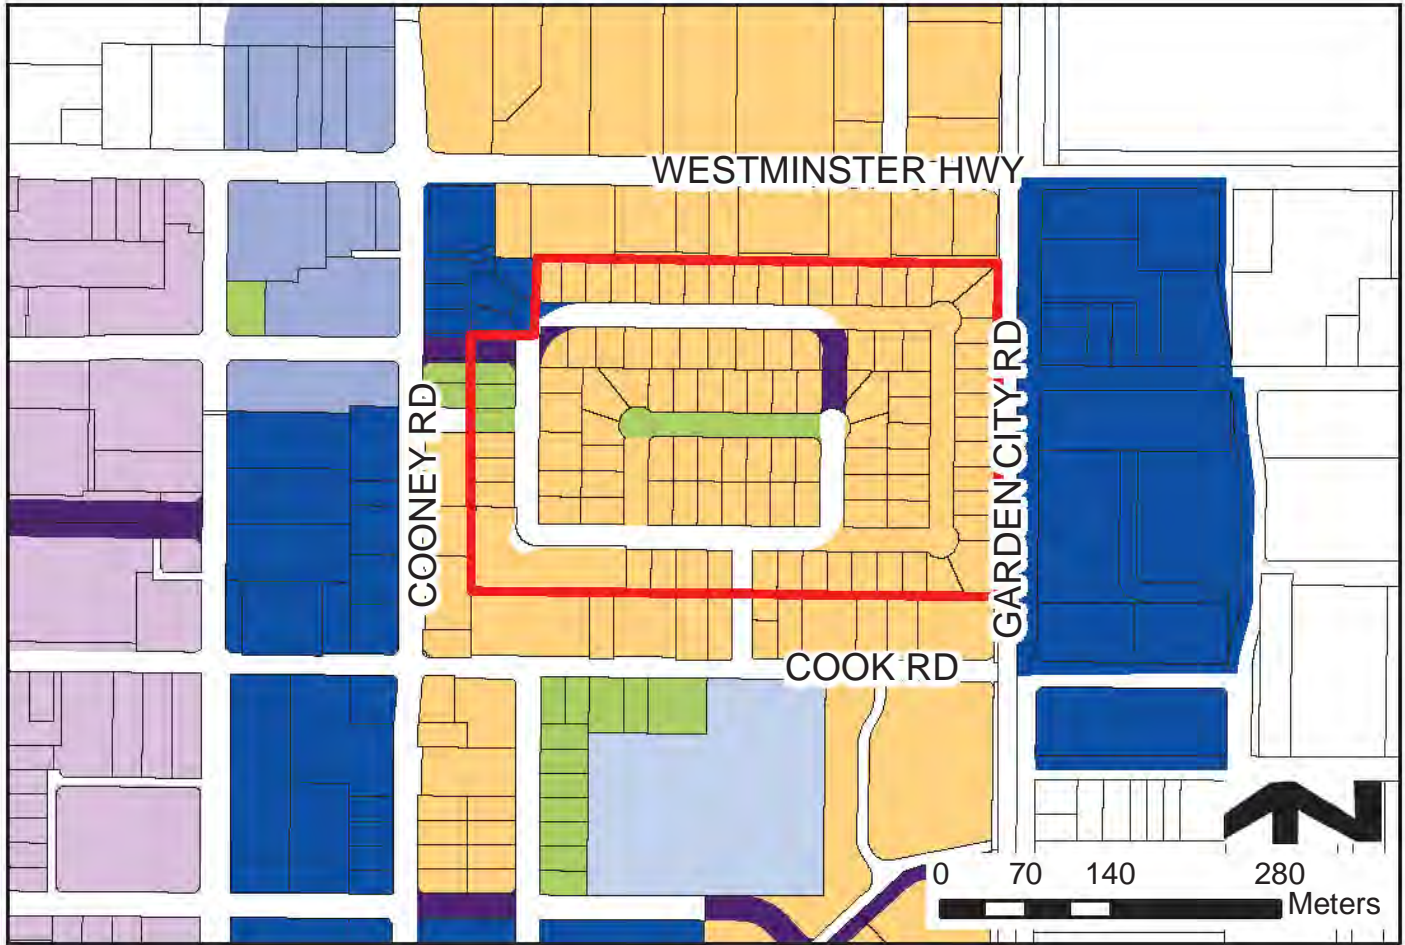 WESTMINSTER HWY
COONEY RD
GARDEN CITY RD
COOK RD
0 70 140 280
Meters